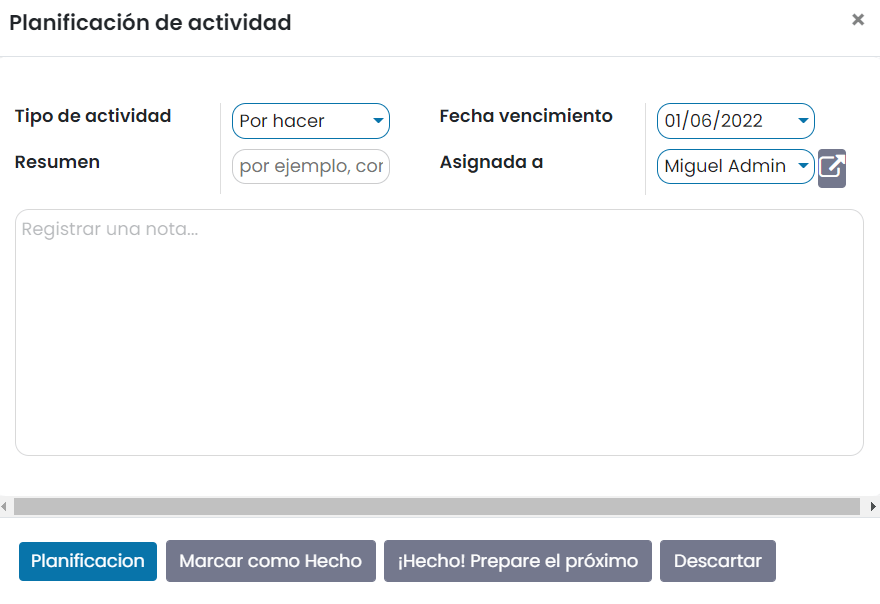 Planificación de actividad ×
Tipo de actividad Por hacer Fecha vencimiento 01/06/2022
Resumen por ejemplo, cor Asignada a Miguel Admin
Registrar una nota...
Planificacion Marcar como Hecho ¡Hecho! Prepare el próximo Descartar